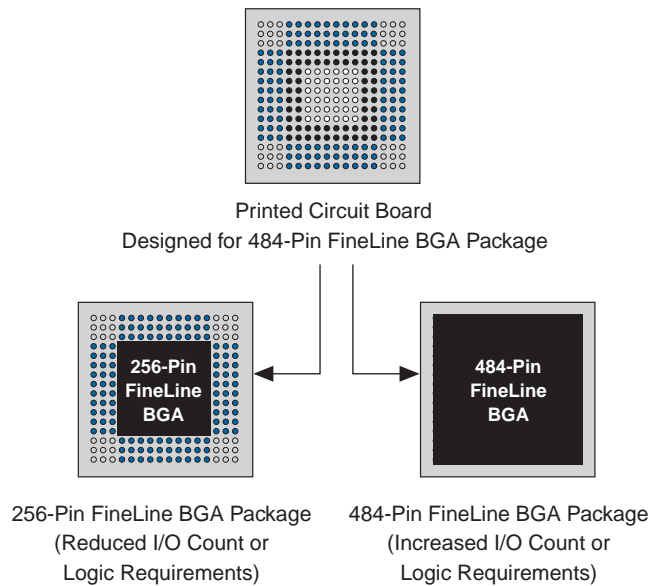 Printed Circuit Board
Designed for 484-Pin FineLine BGA Package
256-Pin
FineLine
BGA
484-Pin
FineLine
BGA
256-Pin FineLine BGA Package
(Reduced I/O Count or
Logic Requirements)
484-Pin FineLine BGA Package
(Increased I/O Count or
Logic Requirements)